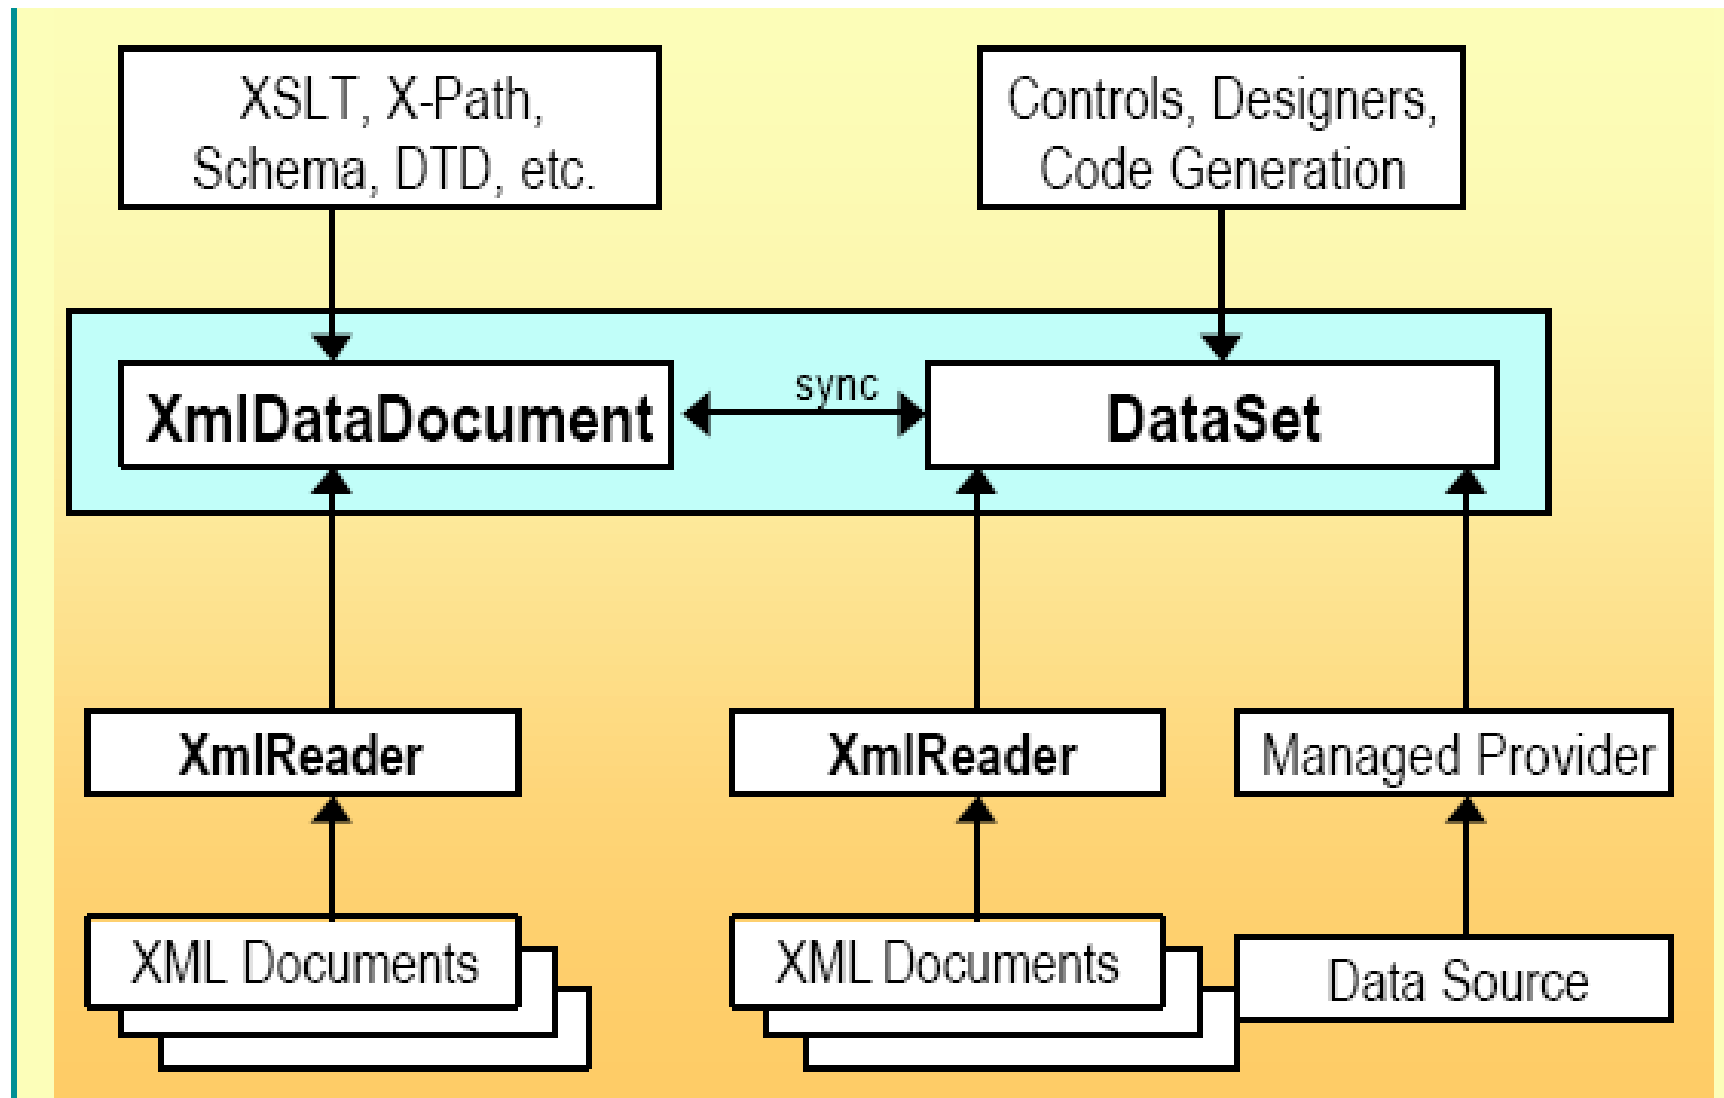 XSLT, X-Path,
Schema, DTD, etc.
Controls, Designers,
Code Generation
XmlDataDocument
sync
DataSet
XmlReader
XmlReader
Managed Provider
XML Documents
XML Documents
Data Source